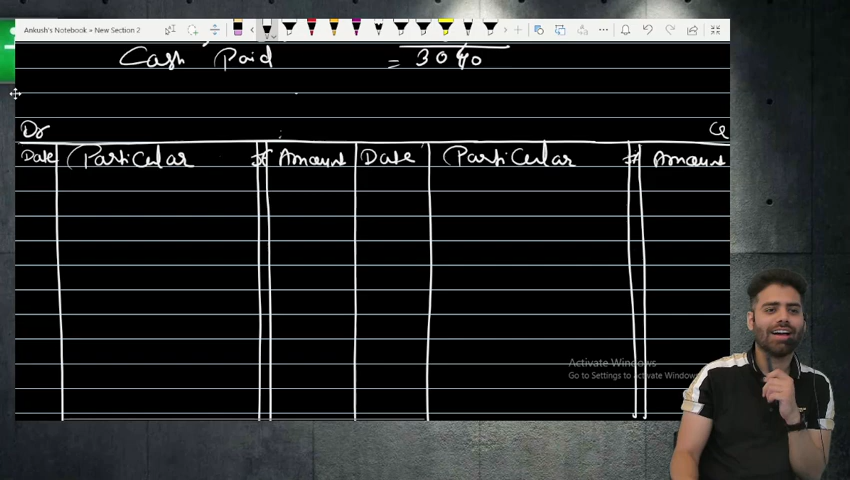 Ankush's Notebook » New Section 2
Cash Paid = 3040
Dr Cr
Date Particular Amount Date Particular Amount
Activate Windows
Go to Settings to Activate Windows.